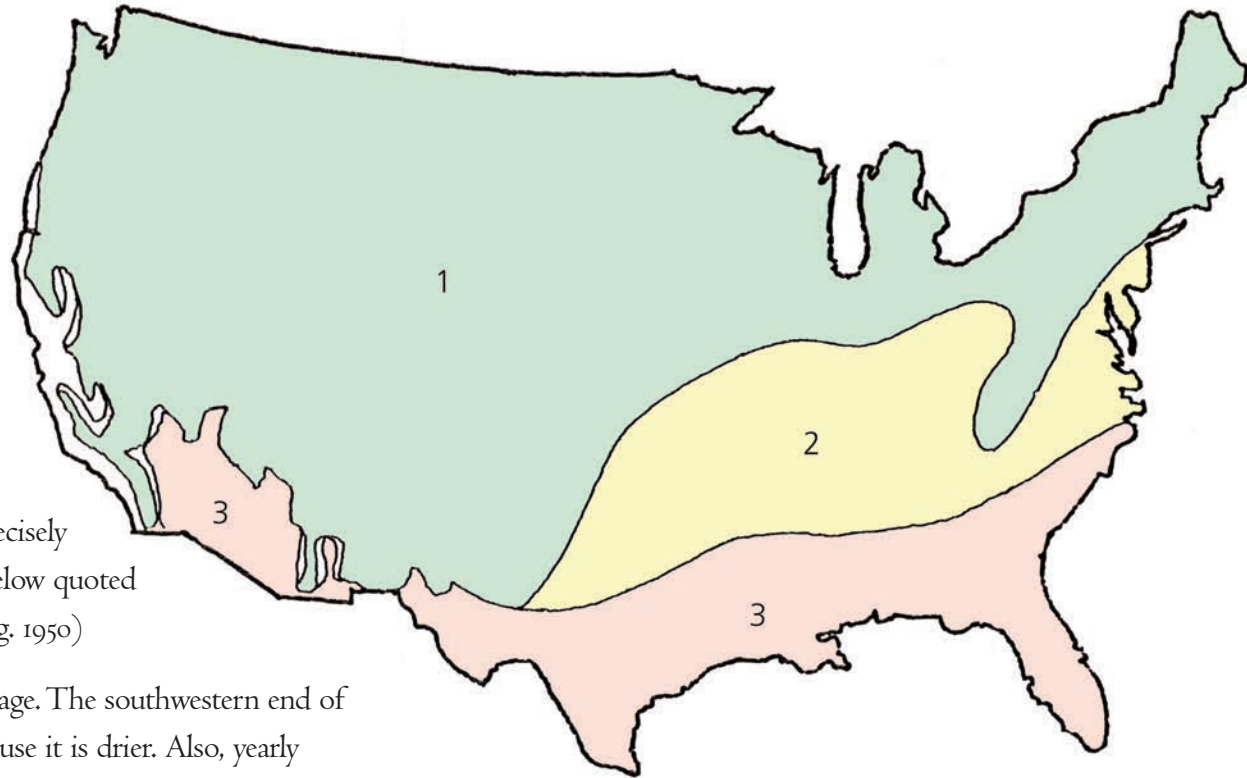 1
2
3
3
ecisely
elow quoted
g. 1950)
age. The southwestern end of
use it is drier. Also, yearly